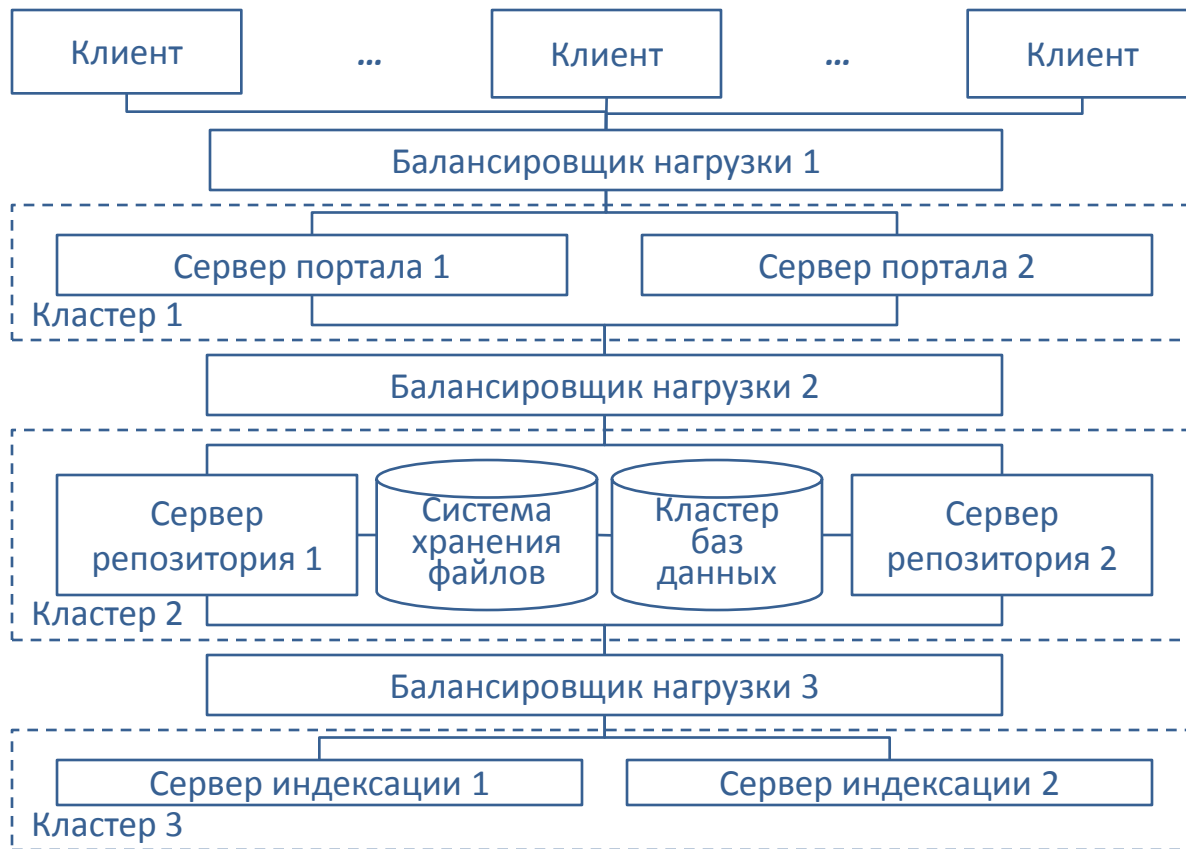 Клиент ... Клиент ... Клиент
Балансировщик нагрузки 1
Сервер портала 1 Сервер портала 2
Кластер 1
Балансировщик нагрузки 2
Сервер
репозитория 1
Система
хранения
файлов
Кластер
баз
данных
Сервер
репозитория 2
Кластер 2
Балансировщик нагрузки 3
Сервер индексации 1 Сервер индексации 2
Кластер 3